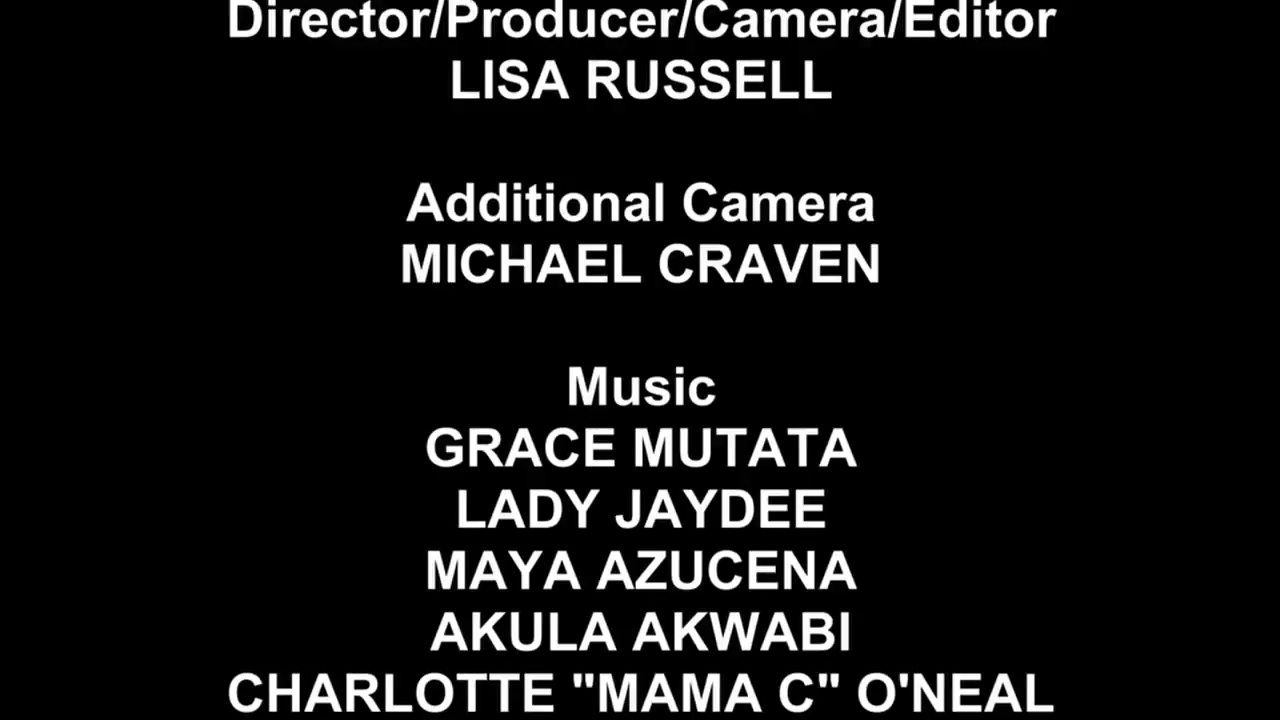 Director/Producer/Camera/Editor
LISA RUSSELL
Additional Camera
MICHAEL CRAVEN
Music
GRACE MUTATA
LADY JAYDEE
MAYA AZUCENA
AKULA AKWABI
CHARLOTTE "MAMA C" O'NEAL